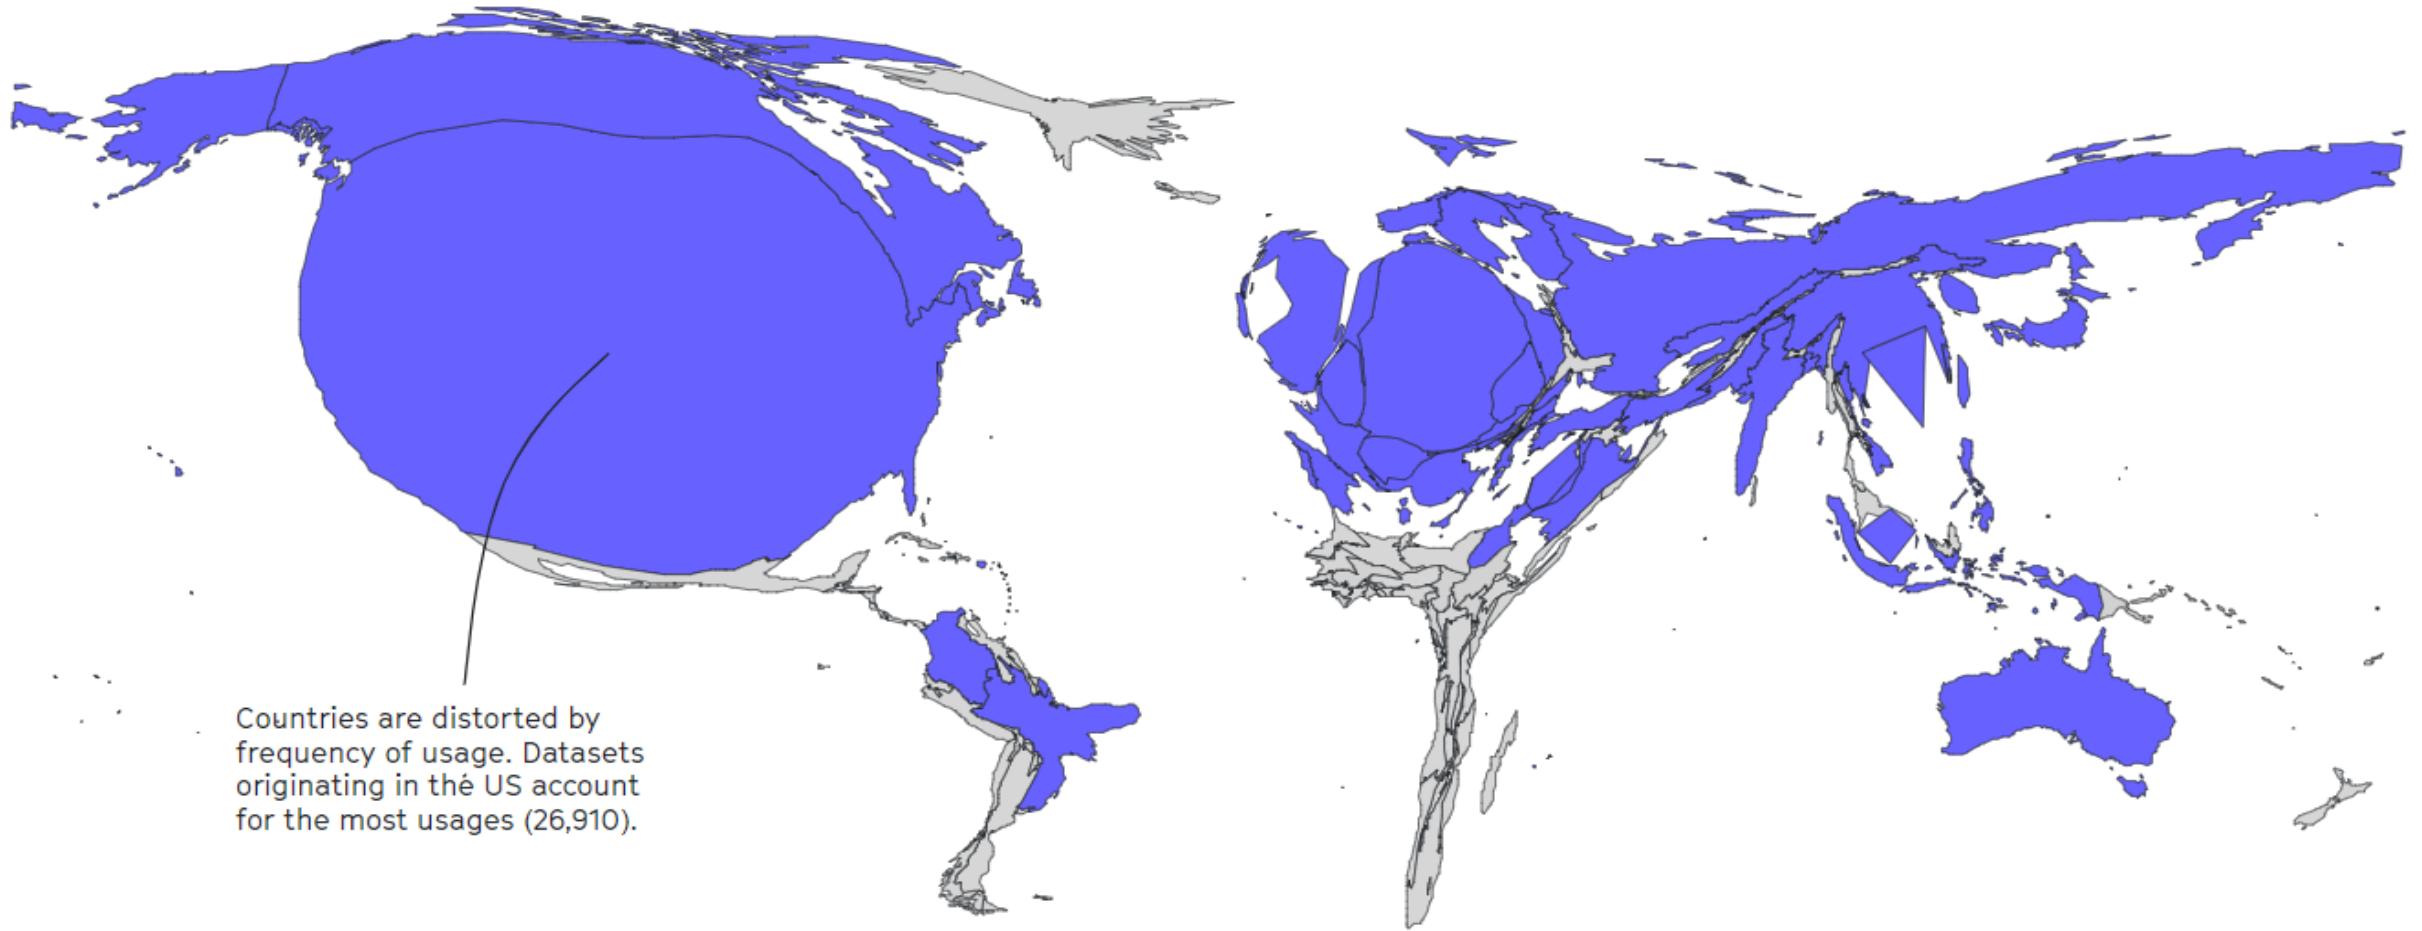 Countries are distorted by
frequency of usage. Datasets
originating in the US account
for the most usages (26,910).